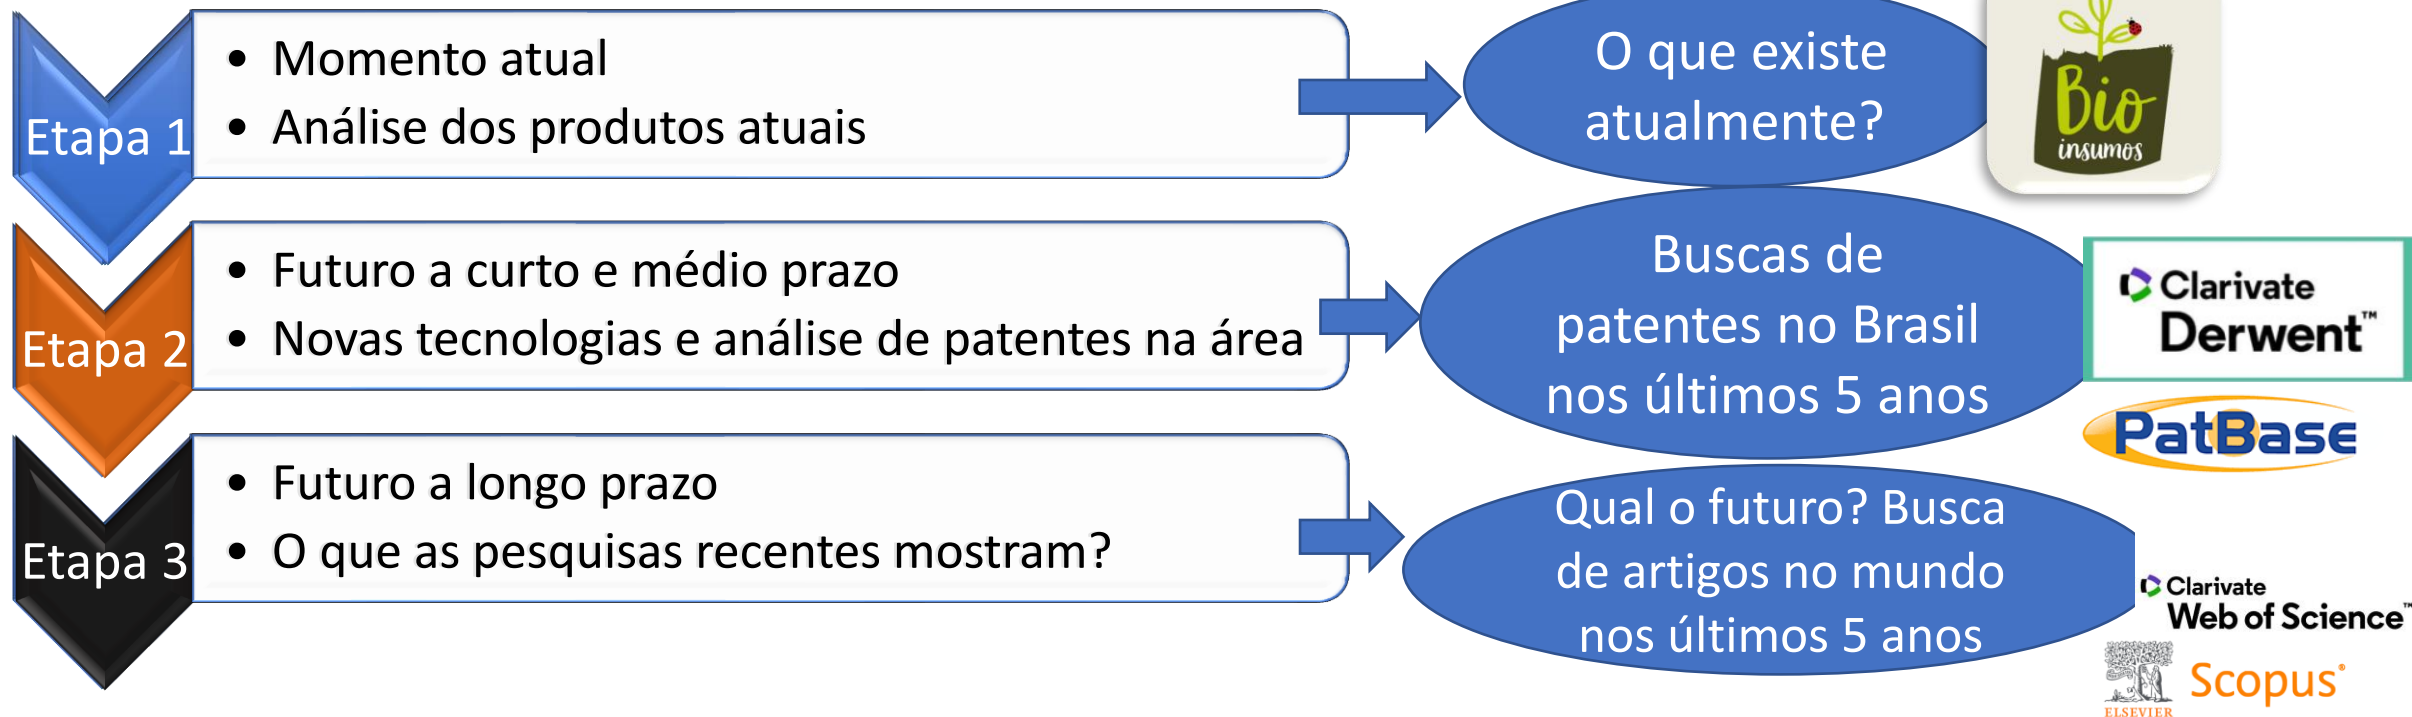 Etapa 1
• Momento atual
• Análise dos produtos atuais
O que existe
atualmente?
Bio
insumos
Etapa 2
• Futuro a curto e médio prazo
• Novas tecnologias e análise de patentes na área
Buscas de
patentes no Brasil
nos últimos 5 anos
Clarivate
Derwent™
PatBase
Etapa 3
• Futuro a longo prazo
• O que as pesquisas recentes mostram?
Qual o futuro? Busca
de artigos no mundo
nos últimos 5 anos
Clarivate
Web of Science™
ELSEVIER
Scopus®